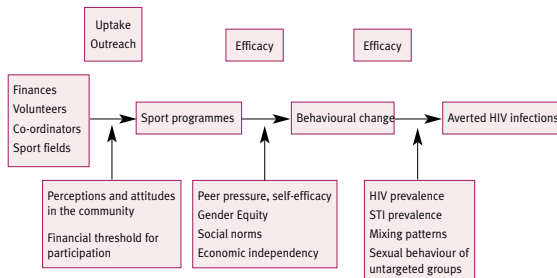 Uptake
Outreach
Efficacy
Efficacy
Finances
Volunteers
Co-ordinators
Sport fields
Sport programmes
Behavioural change
Averted HIV infections
Perceptions and attitudes
in the community
Financial threshold for
participation
Peer pressure, self-efficacy
Gender Equity
Social norms
Economic independency
HIV prevalence
STI prevalence
Mixing patterns
Sexual behaviour of
untargeted groups